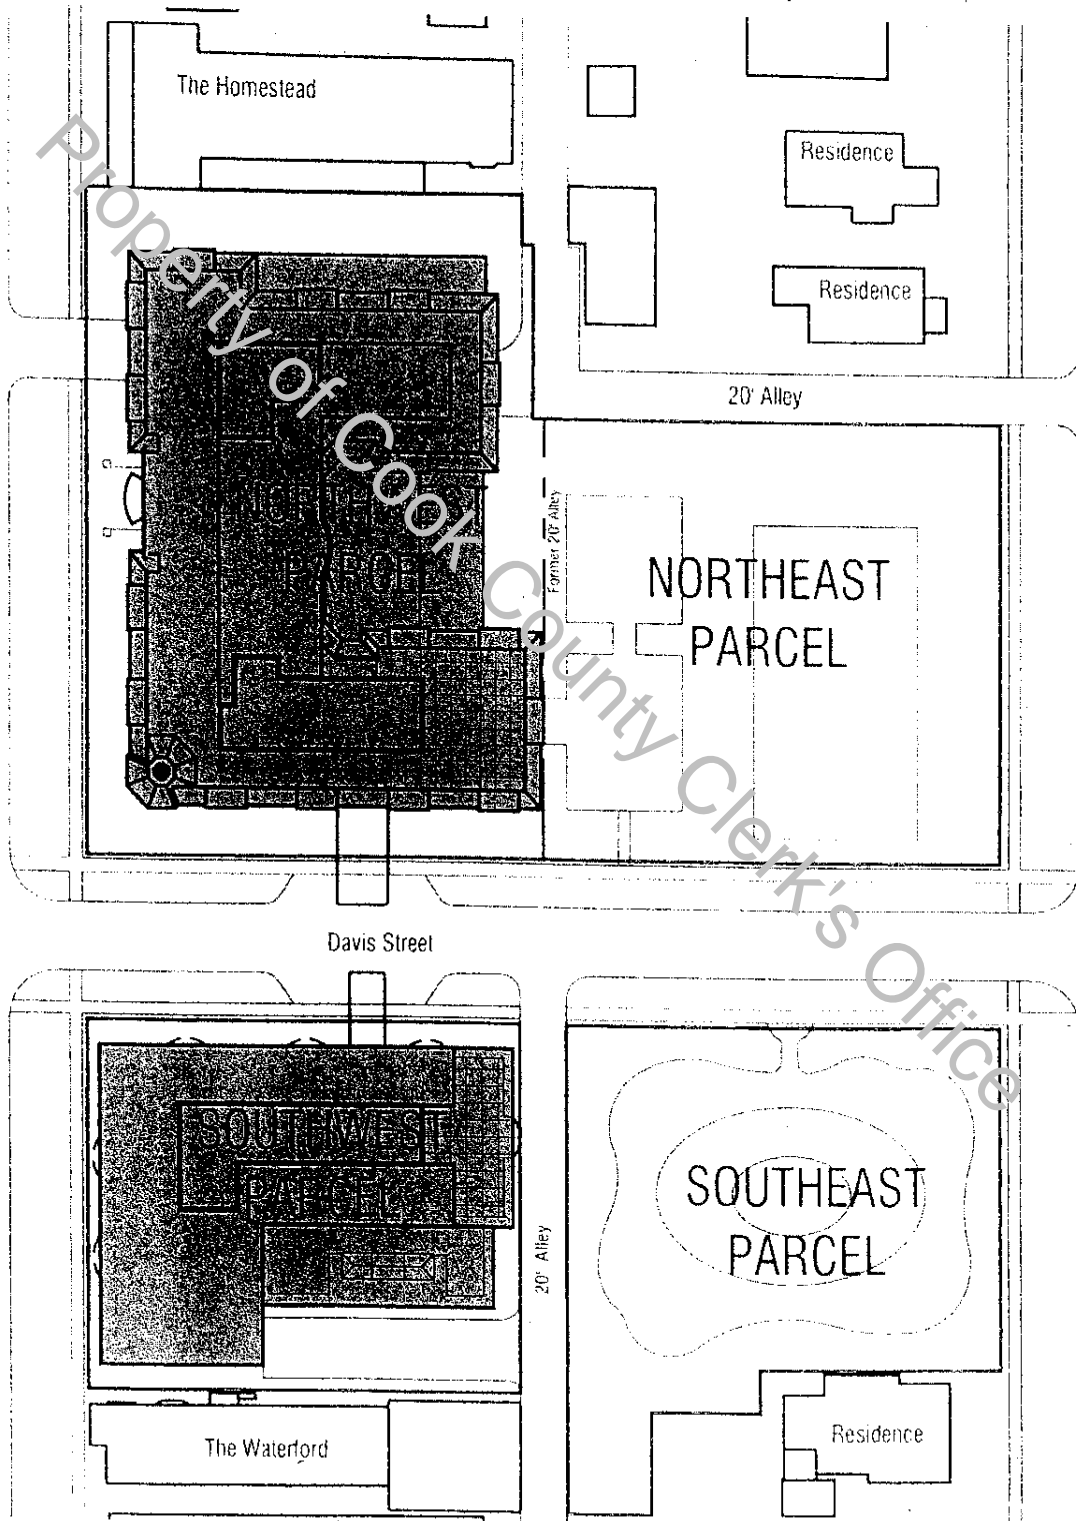 The Homestead
Residence
Residence
20' Alley
Former 20' Alley
NORTHEAST
PARCEL
Davis Street
SOUTHWEST
PARCEL
20' Alley
SOUTHEAST
PARCEL
The Waterford
Residence
Property of Cook County Clerk's Office